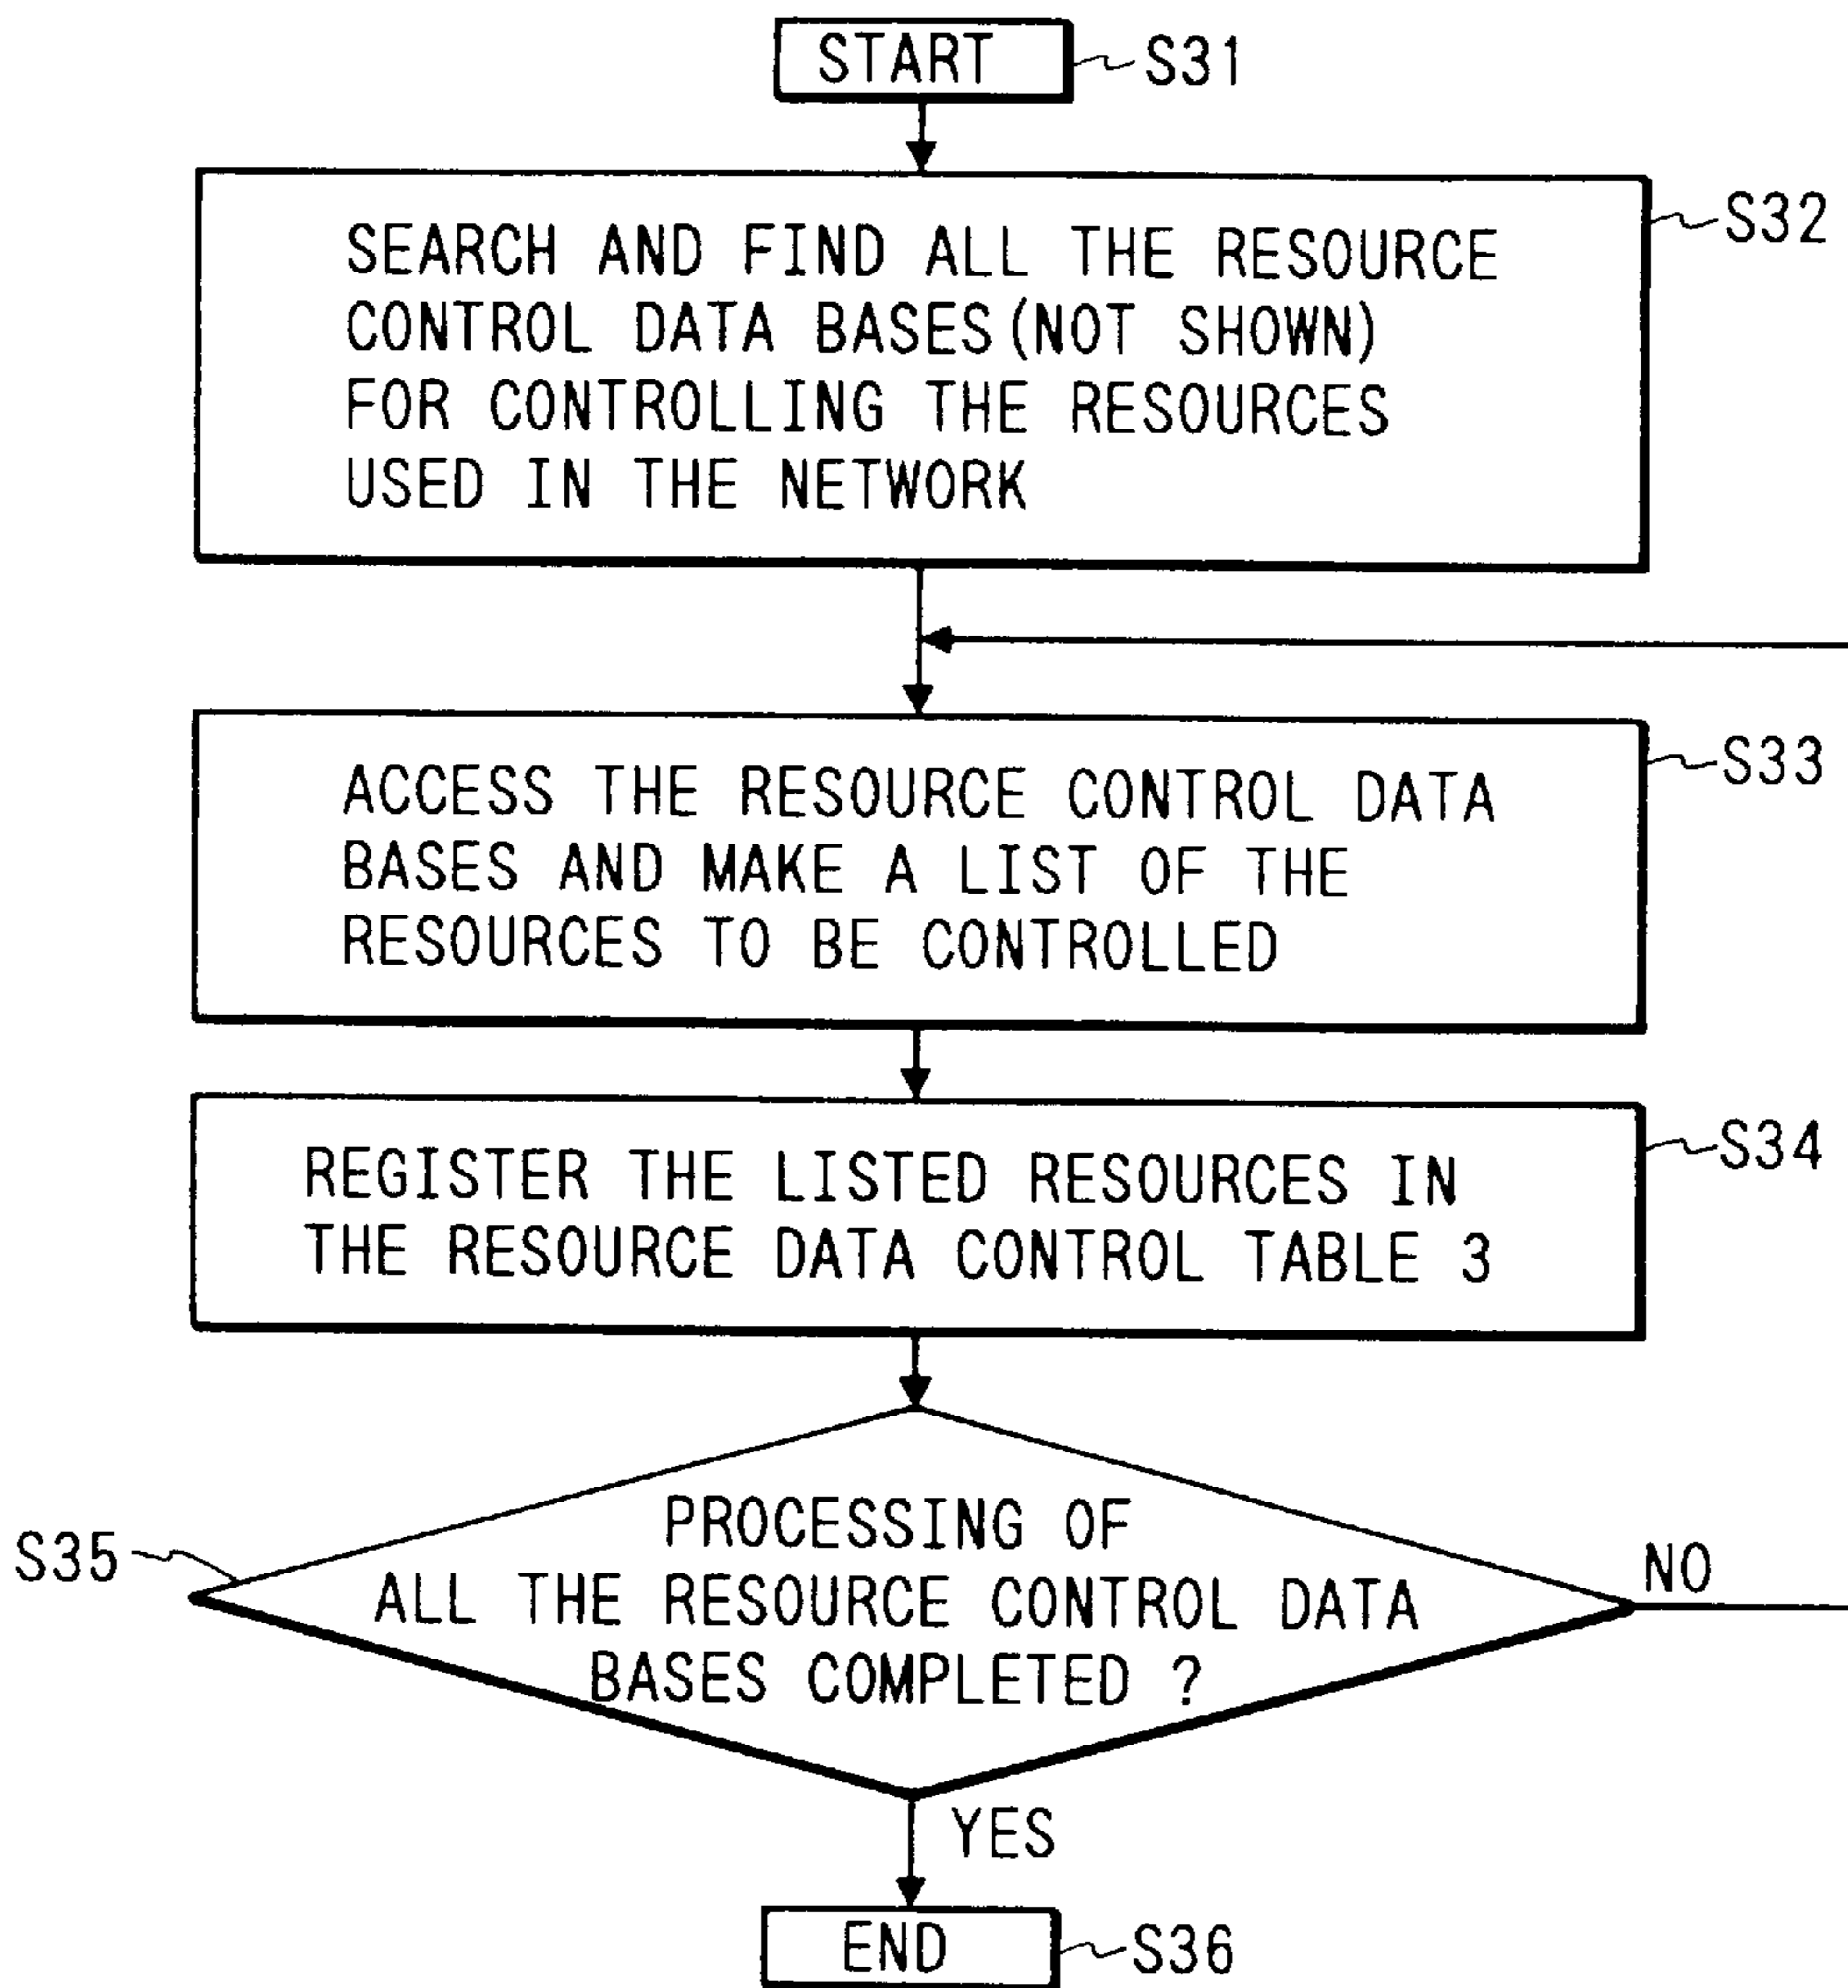 START
S31
SEARCH AND FIND ALL THE RESOURCE
CONTROL DATA BASES(NOT SHOWN)
FOR CONTROLLING THE RESOURCES
USED IN THE NETWORK
S32
ACCESS THE RESOURCE CONTROL DATA
BASES AND MAKE A LIST OF THE
RESOURCES TO BE CONTROLLED
S33
REGISTER THE LISTED RESOURCES IN
THE RESOURCE DATA CONTROL TABLE 3
S34
S35
PROCESSING OF
ALL THE RESOURCE CONTROL DATA
BASES COMPLETED ?
NO
YES
END
S36